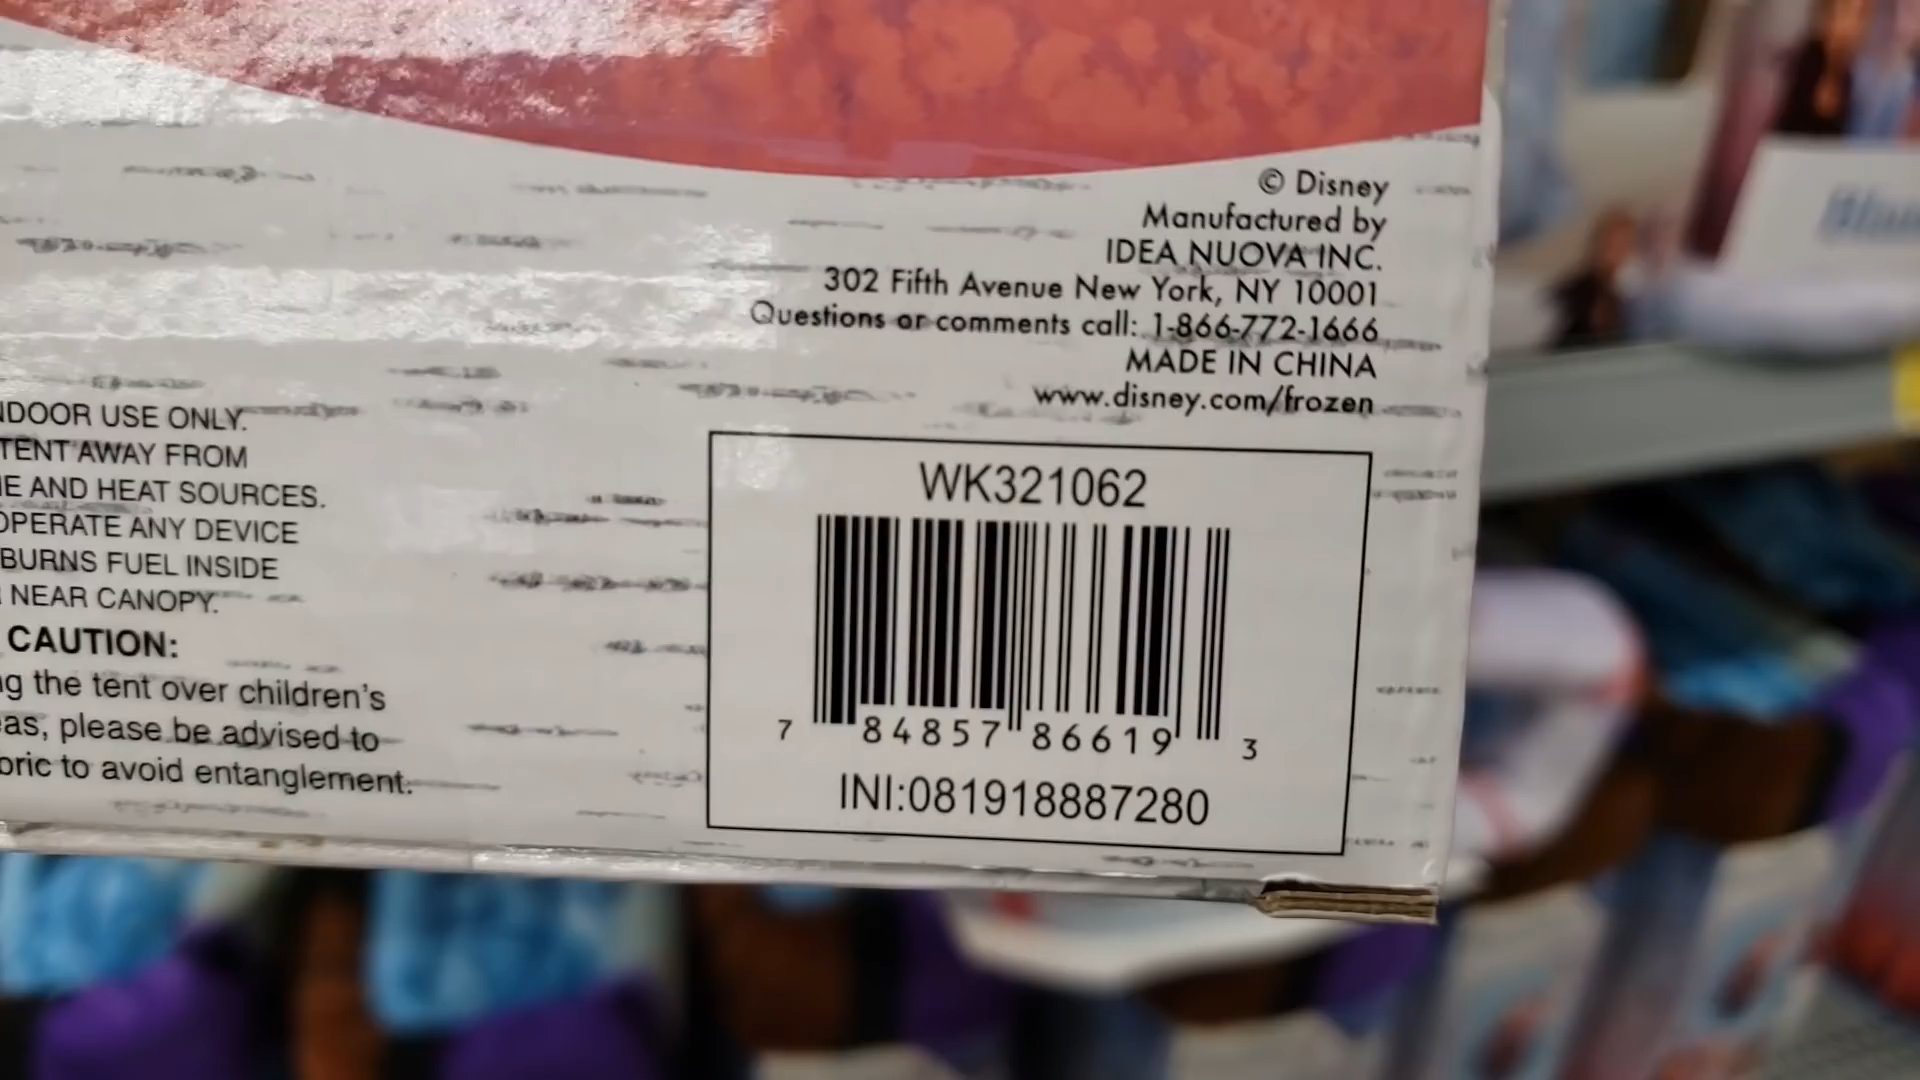 © Disney
Manufactured by
IDEA NUOVA INC.
302 Fifth Avenue New York, NY 10001
Questions or comments call: 1-866-772-1666
MADE IN CHINA
www.disney.com/frozen
NDOOR USE ONLY.
TENT AWAY FROM
AND HEAT SOURCES.
OPERATE ANY DEVICE
BURNS FUEL INSIDE
NEAR CANOPY.
CAUTION:
the tent over children's
please be advised to
to avoid entanglement.
WK321062
7 84857 86619 3
INI:081918887280